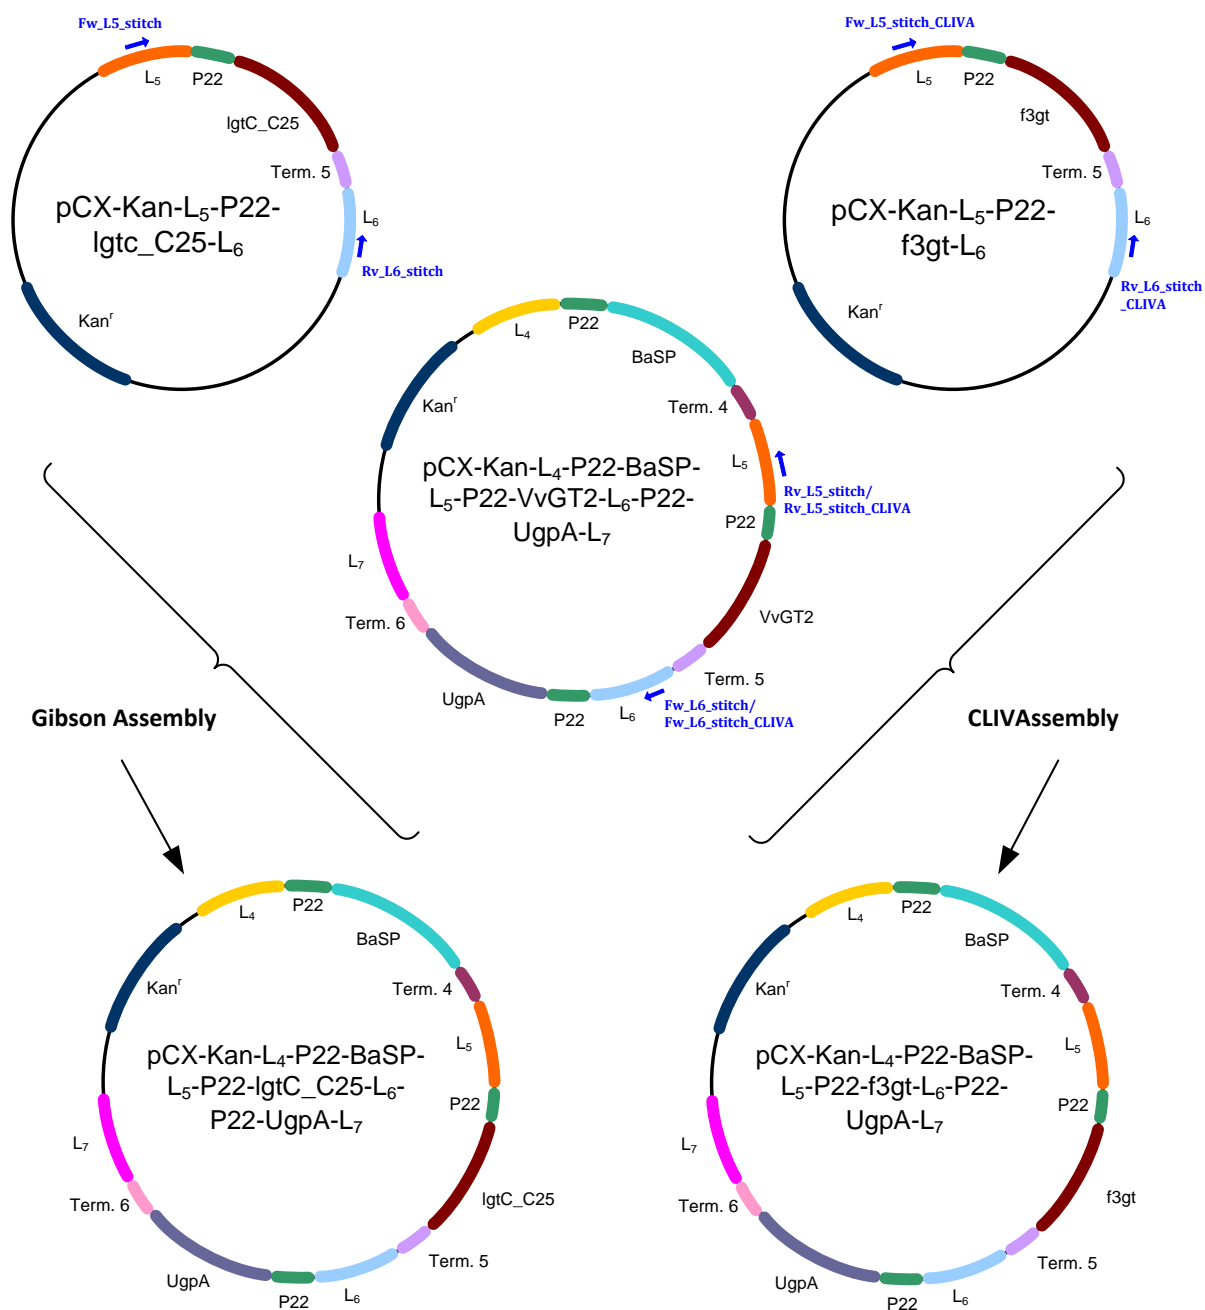 Fw_L5_stitch
L5
P22
lgtC_C25
Term. 5
L6
Rv_L6_stitch
Kanr
pCX-Kan-L5-P22-
lgtc_C25-L6
Fw_L5_stitch_CLIVA
L5
P22
f3gt
Term. 5
L6
Rv_L6_stitch
_CLIVA
Kanr
pCX-Kan-L5-P22-
f3gt-L6
L4
P22
BaSP
Term. 4
L5
Rv_L5_stitch/
Rv_L5_stitch_CLIVA
P22
VvGT2
Term. 5
Fw_L6_stitch/
Fw_L6_stitch_CLIVA
L6
P22
UgpA
Term. 6
L7
Kanr
pCX-Kan-L4-P22-BaSP-
L5-P22-VvGT2-L6-P22-
UgpA-L7
Gibson Assembly
CLIVAssembly
L4
P22
BaSP
Term. 4
L5
P22
lgtC_C25
Term. 5
L6
P22
UgpA
Term. 6
L7
Kanr
pCX-Kan-L4-P22-BaSP-
L5-P22-lgtC_C25-L6-
P22-UgpA-L7
L4
P22
BaSP
Term. 4
L5
P22
f3gt
Term. 5
L6
P22
UgpA
Term. 6
L7
Kanr
pCX-Kan-L4-P22-BaSP-
L5-P22-f3gt-L6-P22-
UgpA-L7